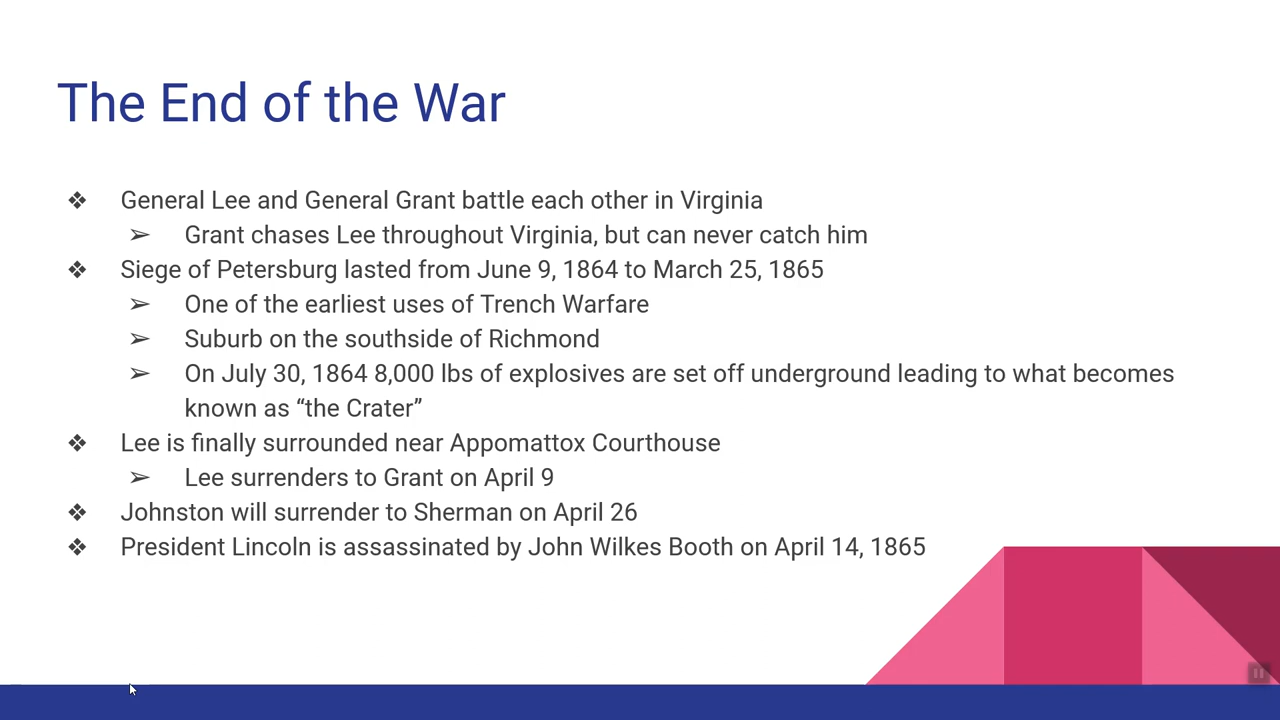 The End of the War
❖ General Lee and General Grant battle each other in Virginia
➢ Grant chases Lee throughout Virginia, but can never catch him
❖ Siege of Petersburg lasted from June 9, 1864 to March 25, 1865
➢ One of the earliest uses of Trench Warfare
➢ Suburb on the southside of Richmond
➢ On July 30, 1864 8,000 lbs of explosives are set off underground leading to what becomes
known as “the Crater”
❖ Lee is finally surrounded near Appomattox Courthouse
➢ Lee surrenders to Grant on April 9
❖ Johnston will surrender to Sherman on April 26
❖ President Lincoln is assassinated by John Wilkes Booth on April 14, 1865